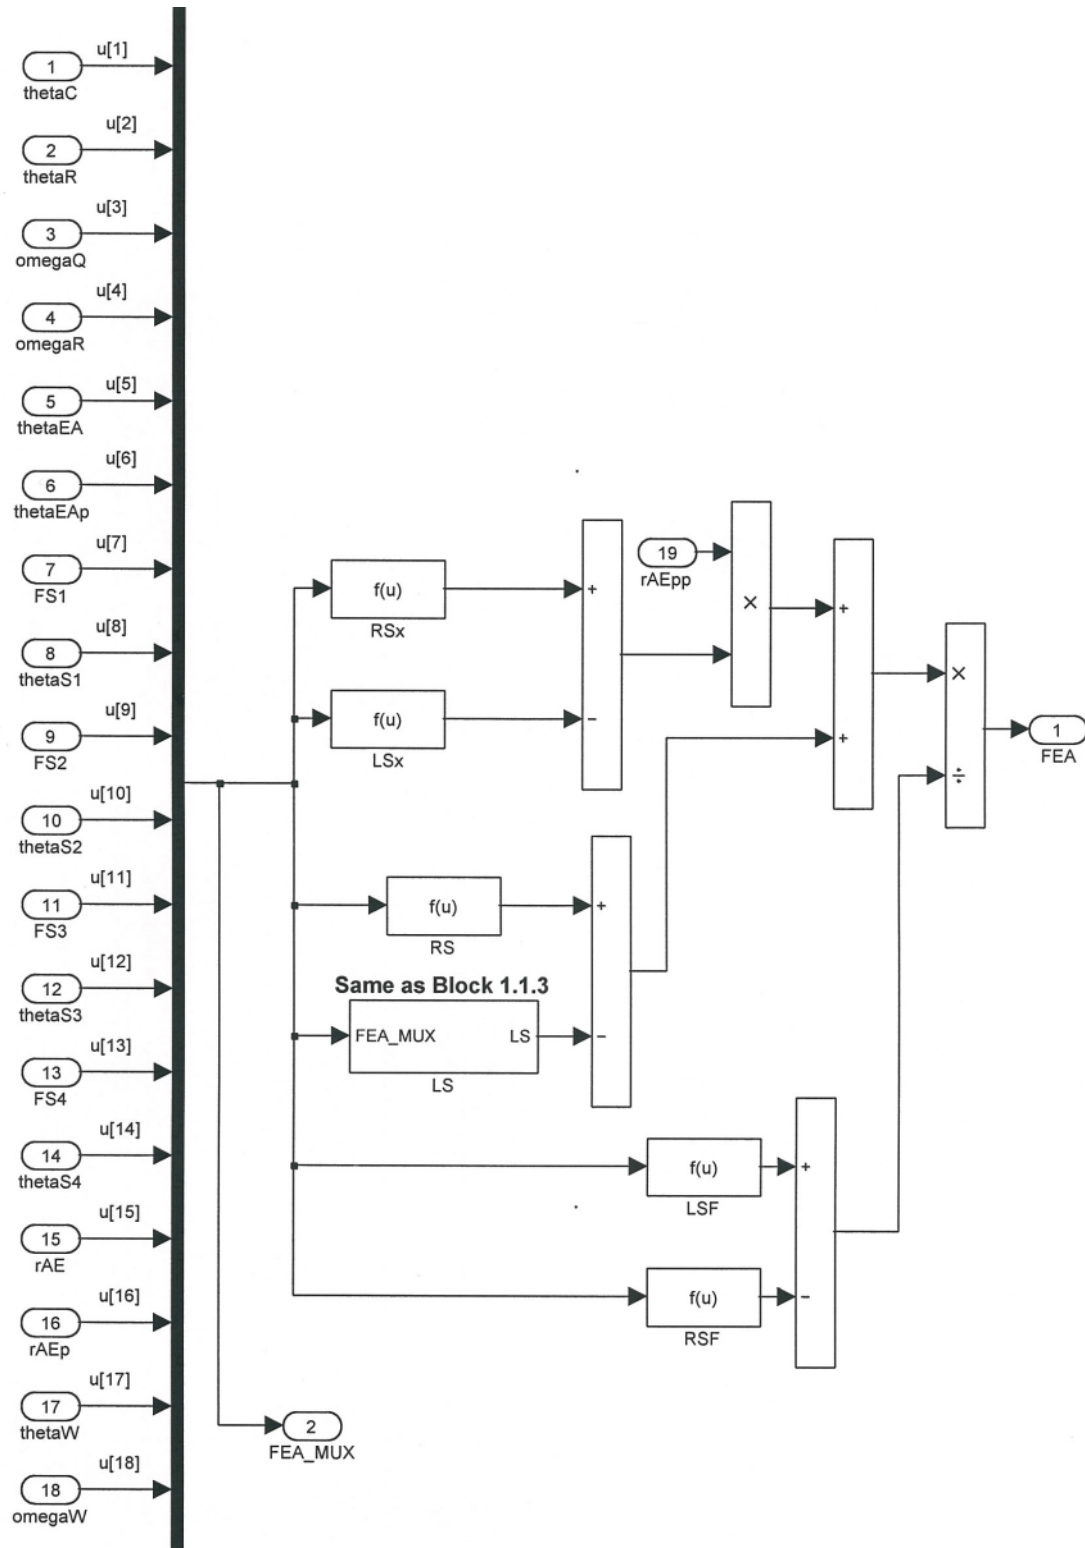 u[1]
1
thetaC
u[2]
2
thetaR
u[3]
3
omegaQ
u[4]
4
omegaR
u[5]
5
thetaEA
u[6]
6
thetaEAp
u[7]
7
FS1
u[8]
8
thetaS1
u[9]
9
FS2
u[10]
10
thetaS2
u[11]
11
FS3
u[12]
12
thetaS3
u[13]
13
FS4
u[14]
14
thetaS4
u[15]
15
rAE
u[16]
16
rAEp
u[17]
17
thetaW
u[18]
18
omegaW
f(u)
RSx
f(u)
LSx
+
−
19
rAEpp
×
+
+
×
÷
1
FEA
f(u)
RS
Same as Block 1.1.3
FEA_MUX LS
LS
+
−
f(u)
LSF
f(u)
RSF
+
−
2
FEA_MUX